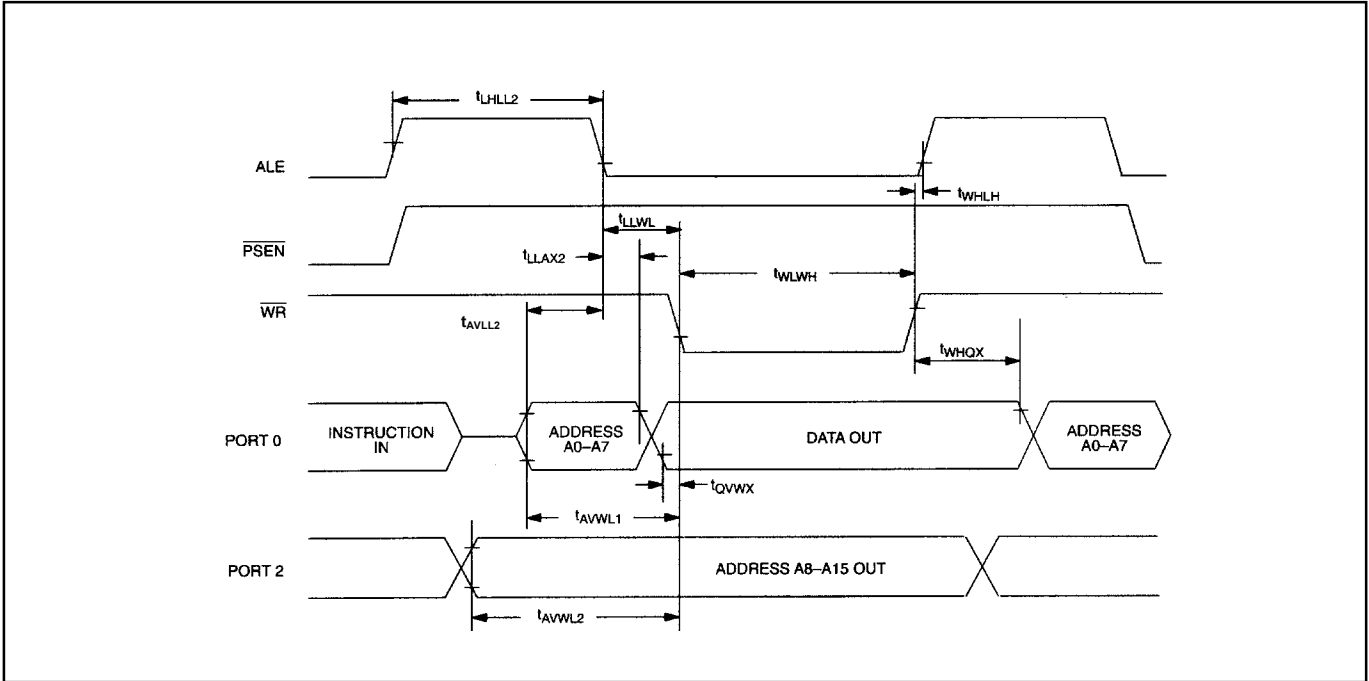 tLHLL2
ALE
tWHLH
tLLWL
PSEN
tLLAX2
tWLWH
WR
tAVLL2
tWHQX
PORT 0
INSTRUCTION
IN
ADDRESS
A0–A7
DATA OUT
ADDRESS
A0–A7
tQVWX
tAVWL1
PORT 2
ADDRESS A8–A15 OUT
tAVWL2